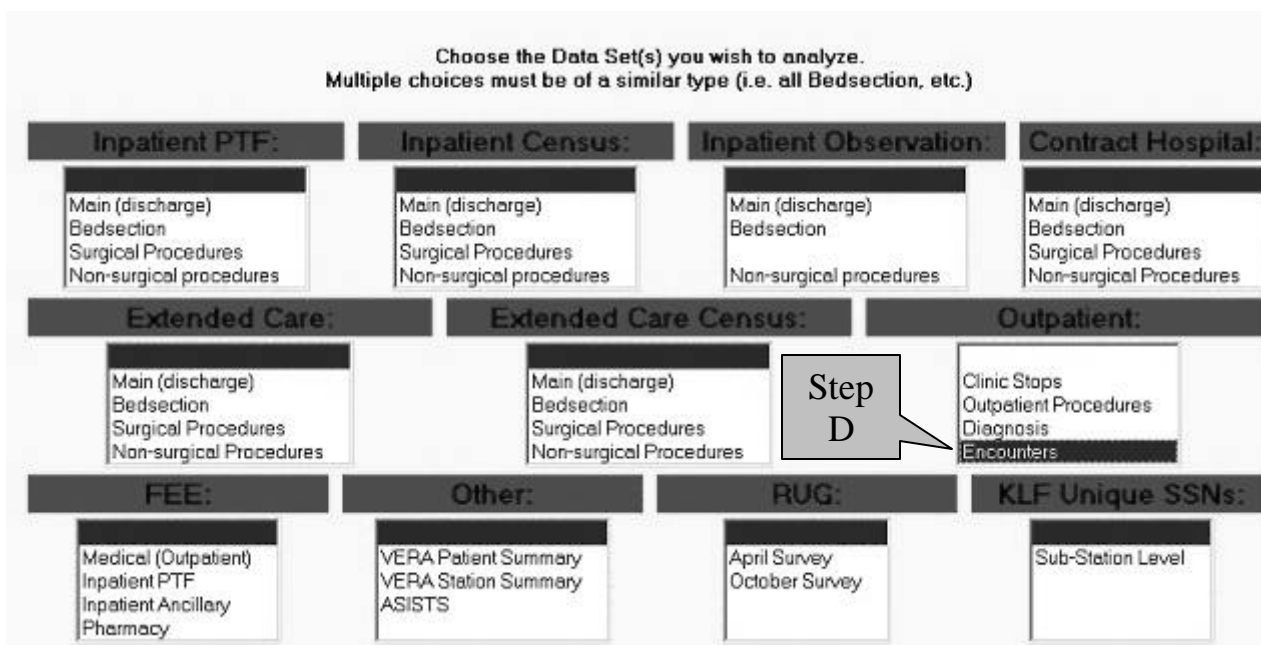 Choose the Data Set(s) you wish to analyze.
Multiple choices must be of a similar type (i.e. all Bedsection, etc.)
Inpatient PTF:
Main (discharge)
Bedsection
Surgical Procedures
Non-surgical procedures
Inpatient Census:
Main (discharge)
Bedsection
Surgical Procedures
Non-surgical procedures
Inpatient Observation:
Main (discharge)
Bedsection
Non-surgical procedures
Contract Hospital:
Main (discharge)
Bedsection
Surgical Procedures
Non-surgical Procedures
Extended Care:
Main (discharge)
Bedsection
Surgical Procedures
Non-surgical Procedures
Extended Care Census:
Main (discharge)
Bedsection
Surgical Procedures
Non-surgical Procedures
Step
D
Outpatient:
Clinic Stops
Outpatient Procedures
Diagnosis
Encounters
FEE:
Medical (Outpatient)
Inpatient PTF
Inpatient Ancillary
Pharmacy
Other:
VERA Patient Summary
VERA Station Summary
ASISTS
RUG:
April Survey
October Survey
KLF Unique SSNs:
Sub-Station Level